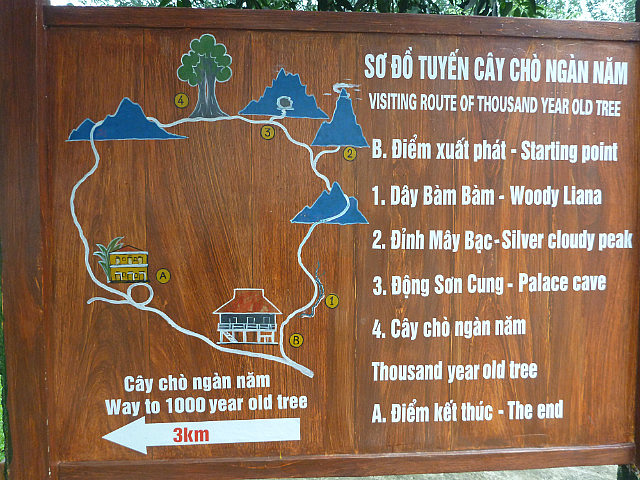 SƠ ĐỒ TUYẾN CÂY CHÒ NGÀN NĂM
VISITING ROUTE OF THOUSAND YEAR OLD TREE
B. Điểm xuất phát - Starting point
1. Dây Bàm Bàm - Woody Liana
2. Đỉnh Mây Bạc - Silver cloudy peak
3. Động Sơn Cung - Palace cave
4. Cây chò ngàn năm
Thousand year old tree
A. Điểm kết thúc - The end
4
3
2
A
1
B
Cây chò ngàn năm
Way to 1000 year old tree
3km